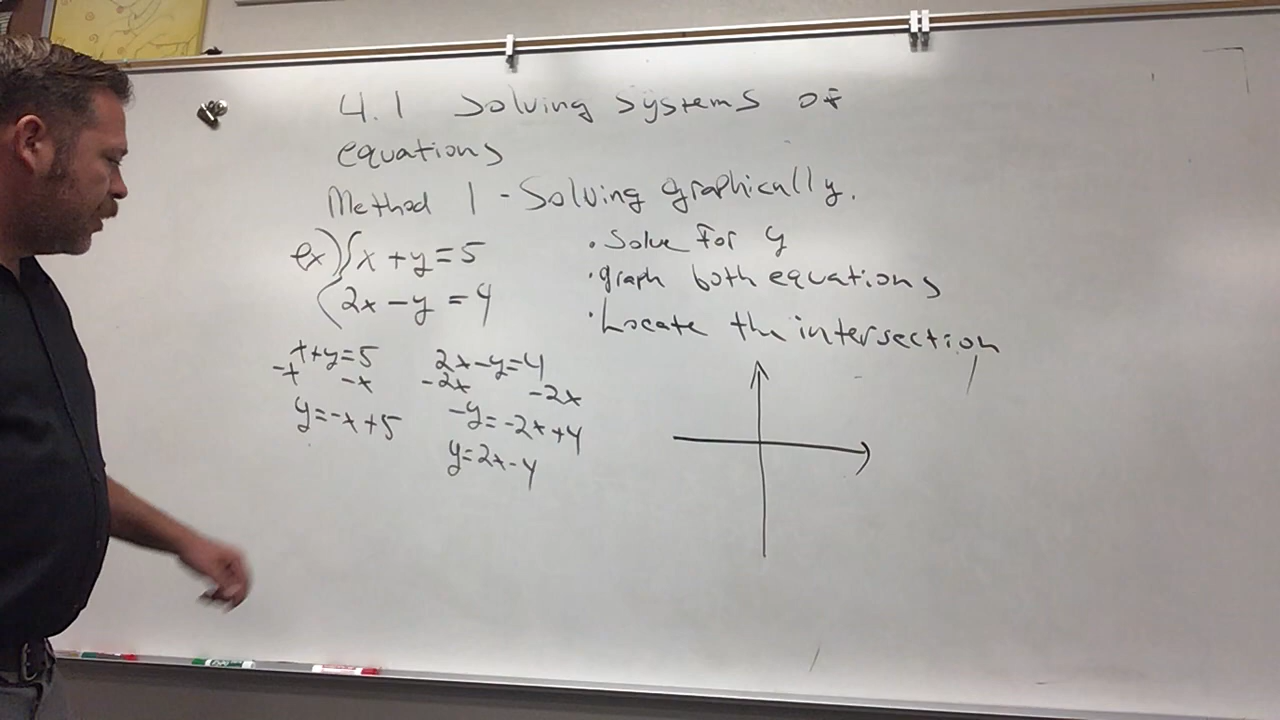 4.1 Solving systems of
equations
Method 1 - Solving graphically.
ex) { x + y = 5
2x - y = 4
• Solve for y
• graph both equations
• Locate the intersection
x+y=5
-x -x
y=-x+5
2x-y=4
-2x -2x
-y=-2x+4
y=2x-4